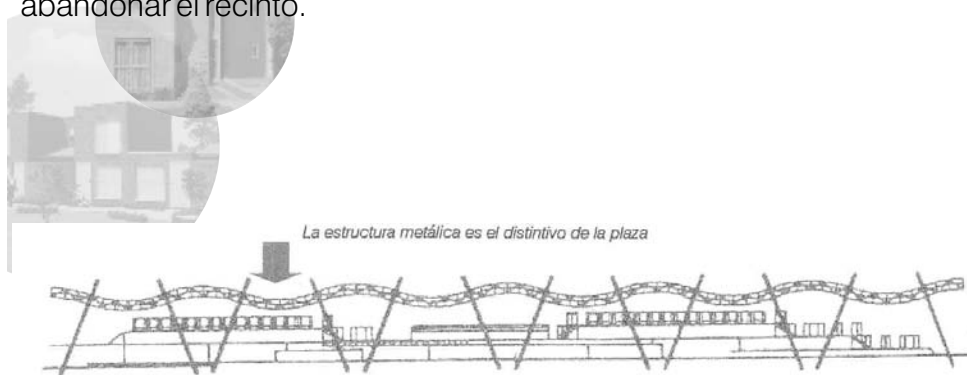 abandonar el recinto.
La estructura metálica es el distintivo de la plaza